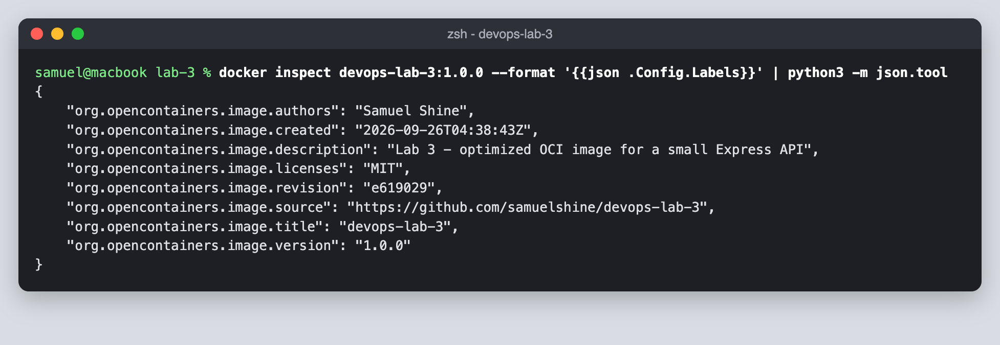 zsh - devops-lab-3
samuel@macbook lab-3 % docker inspect devops-lab-3:1.0.0 --format '{{json .Config.Labels}}' | python3 -m json.tool
{
    "org.opencontainers.image.authors": "Samuel Shine",
    "org.opencontainers.image.created": "2026-09-26T04:38:43Z",
    "org.opencontainers.image.description": "Lab 3 - optimized OCI image for a small Express API",
    "org.opencontainers.image.licenses": "MIT",
    "org.opencontainers.image.revision": "e619029",
    "org.opencontainers.image.source": "https://github.com/samuelshine/devops-lab-3",
    "org.opencontainers.image.title": "devops-lab-3",
    "org.opencontainers.image.version": "1.0.0"
}